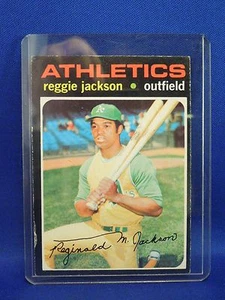 ATHLETICS
reggie jackson • outfield
Reginald M. Jackson